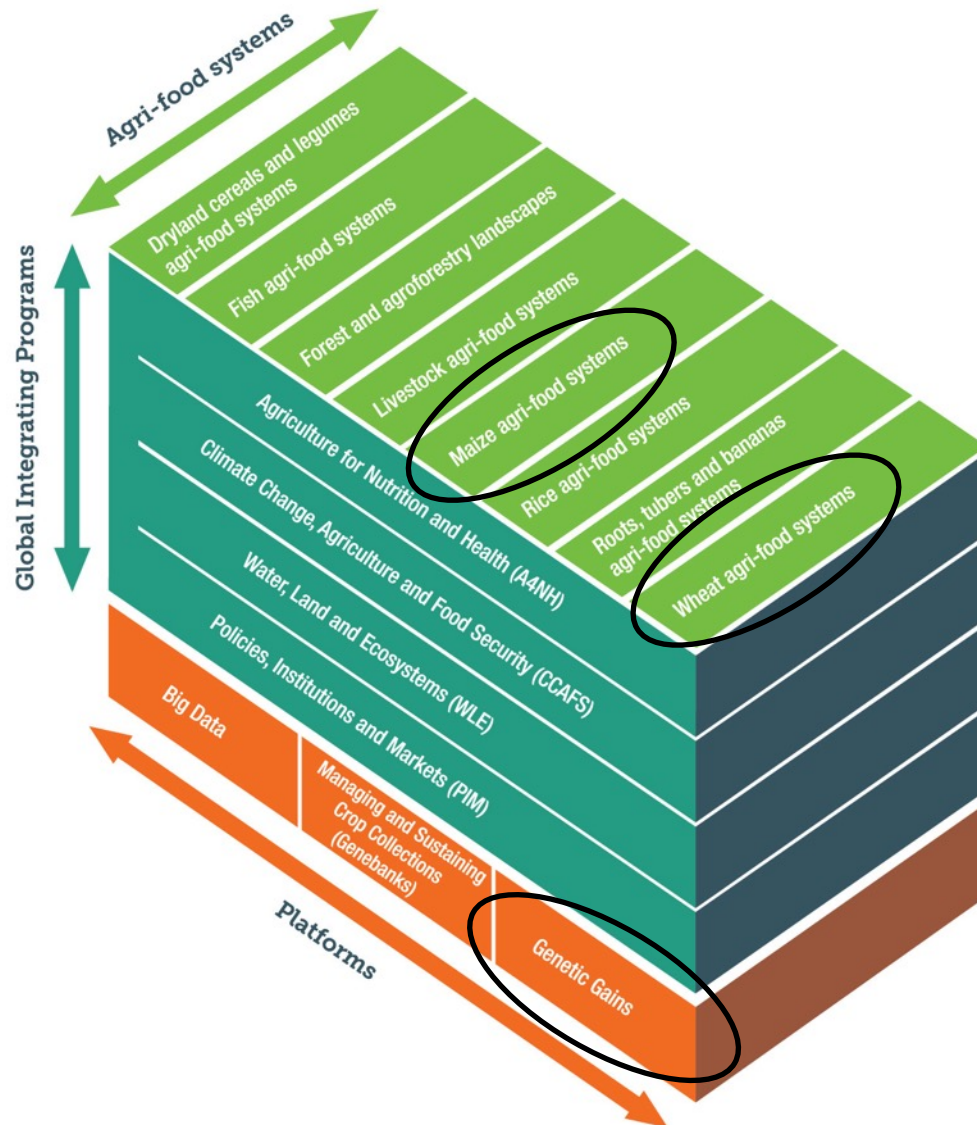 Agri-food systems
Dryland cereals and legumes
agri-food systems
Fish agri-food systems
Forest and agroforestry landscapes
Livestock agri-food systems
Maize agri-food systems
Rice agri-food systems
Roots, tubers and bananas
agri-food systems
Wheat agri-food systems
Global Integrating Programs
Agriculture for Nutrition and Health (A4NH)
Climate Change, Agriculture and Food Security (CCAFS)
Water, Land and Ecosystems (WLE)
Policies, Institutions and Markets (PIM)
Big Data
Managing and Sustaining
Crop Collections
(Genebanks)
Genetic Gains
Platforms